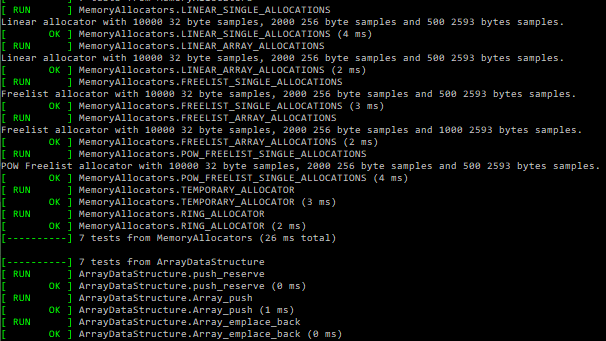 [ RUN      ] MemoryAllocators.LINEAR_SINGLE_ALLOCATIONS
Linear allocator with 10000 32 byte samples, 2000 256 byte samples and 500 2593 bytes samples.
[       OK ] MemoryAllocators.LINEAR_SINGLE_ALLOCATIONS (4 ms)
[ RUN      ] MemoryAllocators.LINEAR_ARRAY_ALLOCATIONS
Linear allocator with 10000 32 byte samples, 2000 256 byte samples and 500 2593 bytes samples.
[       OK ] MemoryAllocators.LINEAR_ARRAY_ALLOCATIONS (2 ms)
[ RUN      ] MemoryAllocators.FREELIST_SINGLE_ALLOCATIONS
Freelist allocator with 10000 32 byte samples, 2000 256 byte samples and 500 2593 bytes samples.
[       OK ] MemoryAllocators.FREELIST_SINGLE_ALLOCATIONS (3 ms)
[ RUN      ] MemoryAllocators.FREELIST_ARRAY_ALLOCATIONS
Freelist allocator with 10000 32 byte samples, 2000 256 byte samples and 1000 2593 bytes samples.
[       OK ] MemoryAllocators.FREELIST_ARRAY_ALLOCATIONS (2 ms)
[ RUN      ] MemoryAllocators.POW_FREELIST_SINGLE_ALLOCATIONS
POW Freelist allocator with 10000 32 byte samples, 2000 256 byte samples and 500 2593 bytes samples.
[       OK ] MemoryAllocators.POW_FREELIST_SINGLE_ALLOCATIONS (4 ms)
[ RUN      ] MemoryAllocators.TEMPORARY_ALLOCATOR
[       OK ] MemoryAllocators.TEMPORARY_ALLOCATOR (3 ms)
[ RUN      ] MemoryAllocators.RING_ALLOCATOR
[       OK ] MemoryAllocators.RING_ALLOCATOR (2 ms)
[----------] 7 tests from MemoryAllocators (26 ms total)
[----------] 7 tests from ArrayDataStructure
[ RUN      ] ArrayDataStructure.push_reserve
[       OK ] ArrayDataStructure.push_reserve (0 ms)
[ RUN      ] ArrayDataStructure.Array_push
[       OK ] ArrayDataStructure.Array_push (1 ms)
[ RUN      ] ArrayDataStructure.Array_emplace_back
[       OK ] ArrayDataStructure.Array_emplace_back (0 ms)